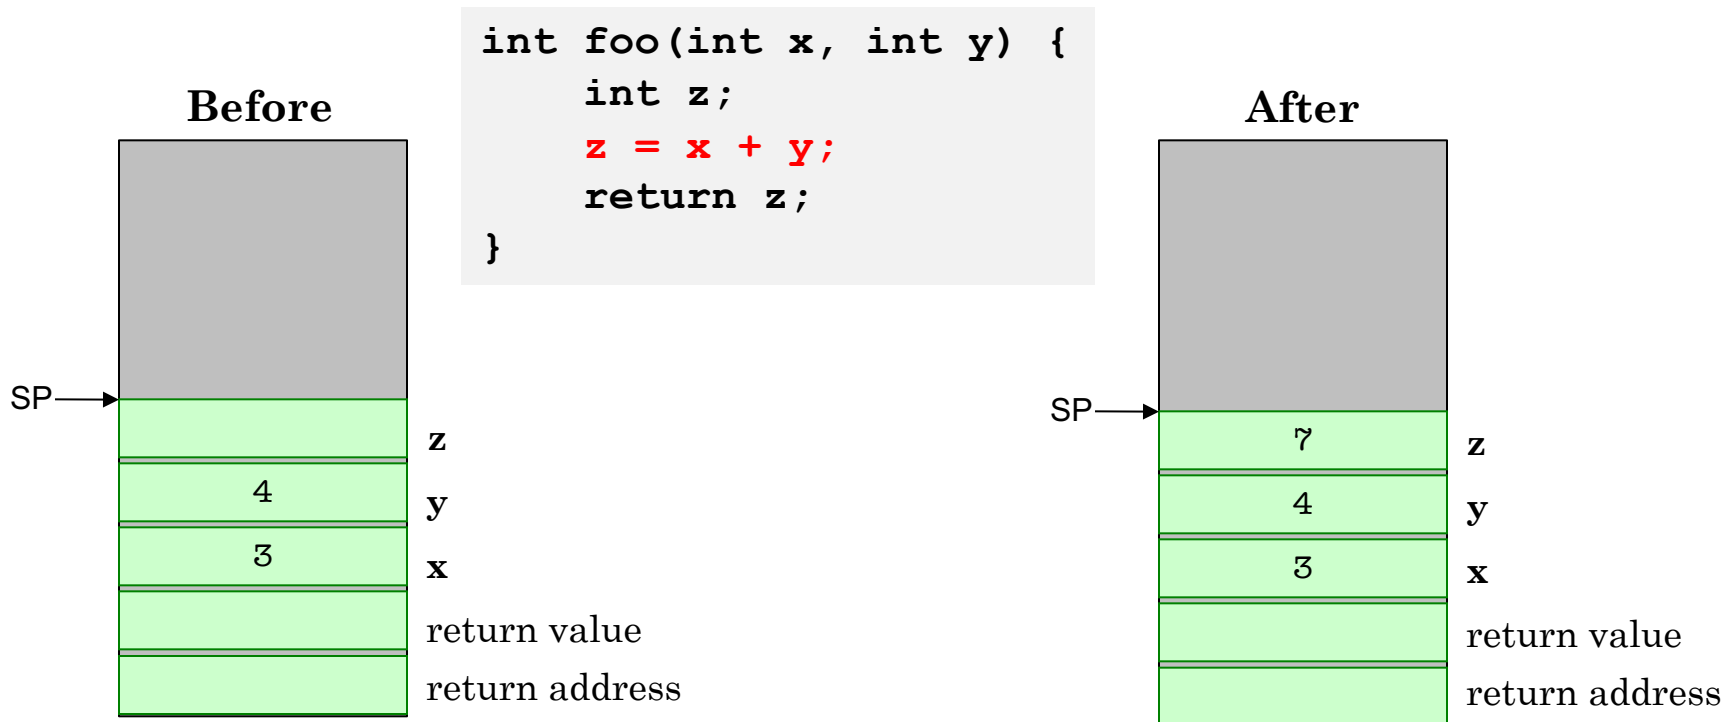 int foo(int x, int y) {
    int z;
    z = x + y;
    return z;
}
Before
SP
z
4
y
3
x
return value
return address
After
SP
7
z
4
y
3
x
return value
return address